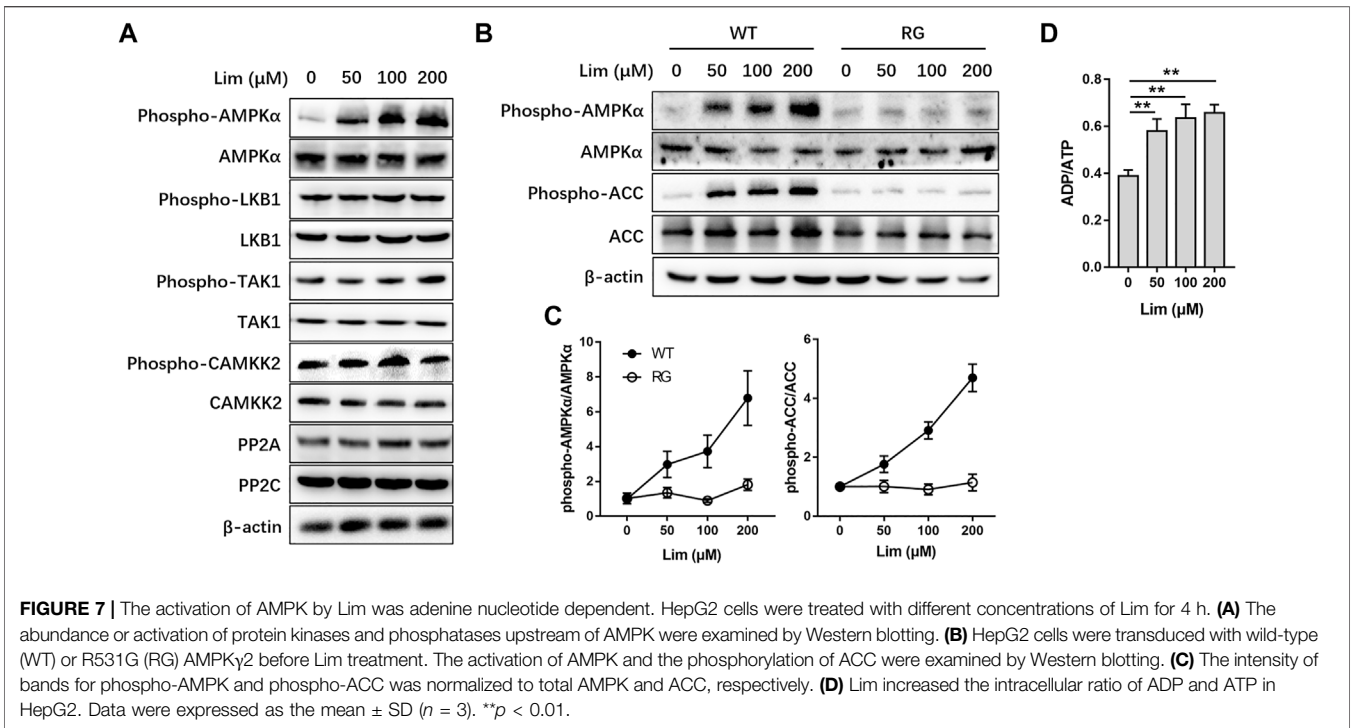 A
Lim (μM) 0 50 100 200
Phospho-AMPKα
AMPKα
Phospho-LKB1
LKB1
Phospho-TAK1
TAK1
Phospho-CAMKK2
CAMKK2
PP2A
PP2C
β-actin
B
WT RG
Lim (μM) 0 50 100 200 0 50 100 200
Phospho-AMPKα
AMPKα
Phospho-ACC
ACC
β-actin
C
phospho-AMPKα/AMPKα
10
8
6
4
2
0
WT
RG
0 50 100 200
Lim (μM)
phospho-ACC/ACC
6
4
2
0
0 50 100 200
Lim (μM)
D
ADP/ATP
0.8
0.6
0.4
0.2
0.0
**
**
**
0 50 100 200
Lim (μM)
FIGURE 7 | The activation of AMPK by Lim was adenine nucleotide dependent. HepG2 cells were treated with different concentrations of Lim for 4 h. (A) The
abundance or activation of protein kinases and phosphatases upstream of AMPK were examined by Western blotting. (B) HepG2 cells were transduced with wild-type
(WT) or R531G (RG) AMPKγ2 before Lim treatment. The activation of AMPK and the phosphorylation of ACC were examined by Western blotting. (C) The intensity of
bands for phospho-AMPK and phospho-ACC was normalized to total AMPK and ACC, respectively. (D) Lim increased the intracellular ratio of ADP and ATP in
HepG2. Data were expressed as the mean ± SD (n = 3). **p < 0.01.